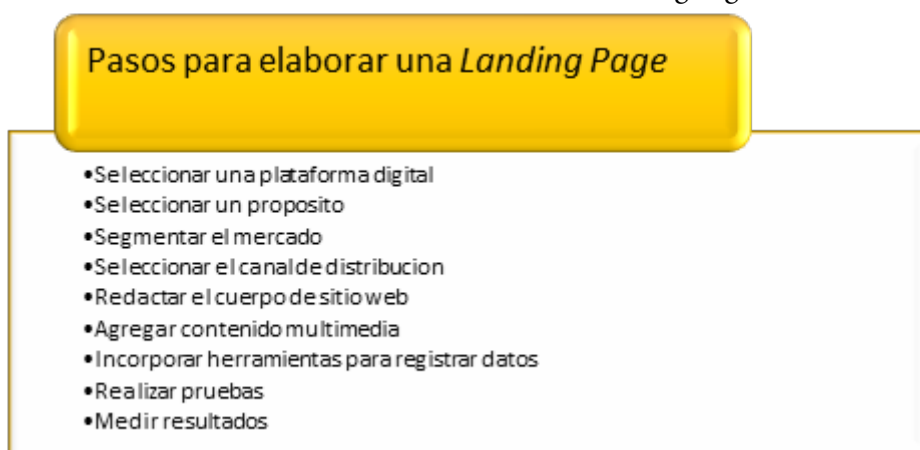 Pasos para elaborar una Landing Page
•Seleccionar una plataforma digital
•Seleccionar un proposito
•Segmentar el mercado
•Seleccionar el canal de distribucion
•Redactar el cuerpo de sitio web
•Agregar contenido multimedia
•Incorporar herramientas para registrar datos
•Realizar pruebas
•Medir resultados